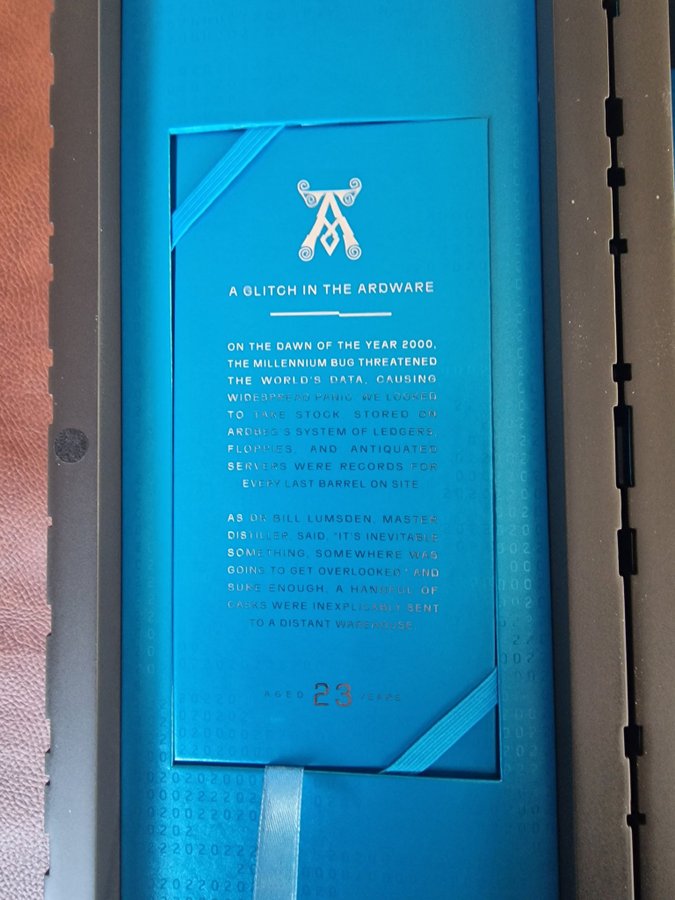 A GLITCH IN THE ARDWARE
ON THE DAWN OF THE YEAR 2000,
THE MILLENNIUM BUG THREATENED
THE WORLD'S DATA, CAUSING
WIDESPREAD PANIC. WE LOOKED
TO TAKE STOCK. STORED ON
ARDBEG'S SYSTEM OF LEDGERS,
FLOPPIES, AND ANTIQUATED
SERVERS WERE RECORDS FOR
EVERY LAST BARREL ON SITE.
AS DR BILL LUMSDEN, MASTER
DISTILLER, SAID, "IT'S INEVITABLE
SOMETHING, SOMEWHERE WAS
GOING TO GET OVERLOOKED" AND
SURE ENOUGH, A HANDFUL OF
CASKS WERE INEXPLICABLY SENT
TO A DISTANT WAREHOUSE.
AGED 23 YEARS